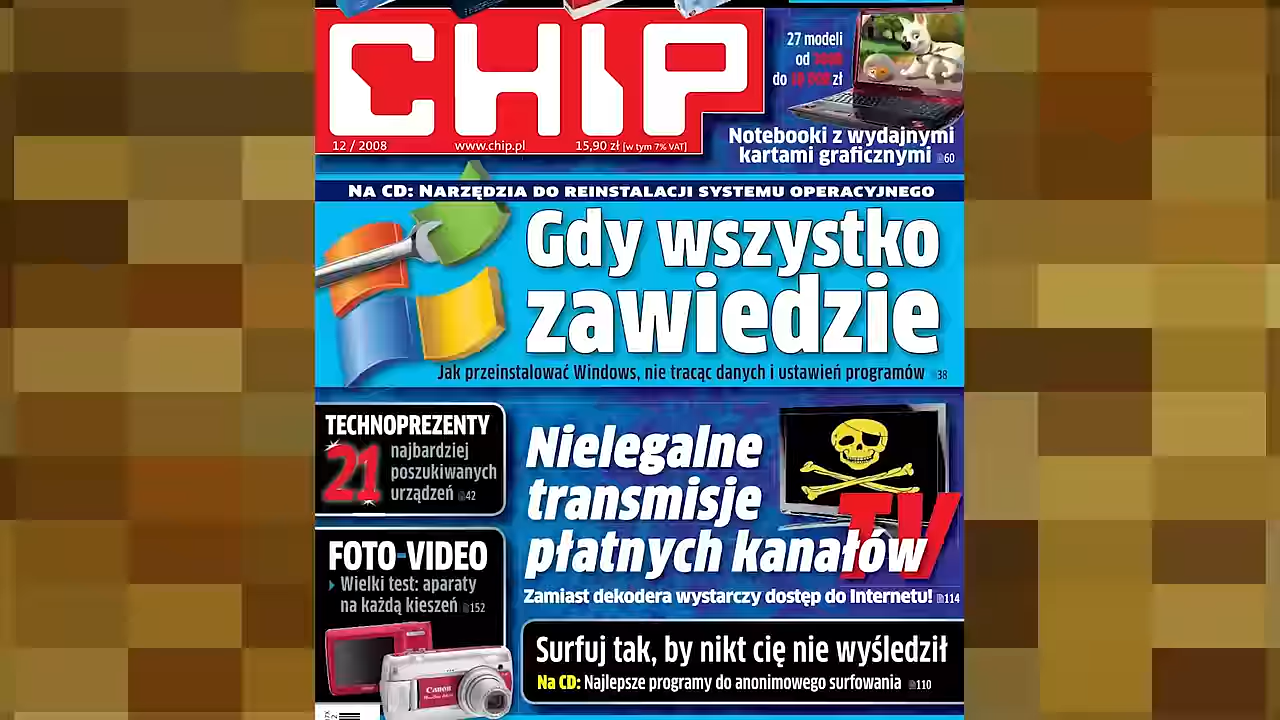 CHIP
12 / 2008
www.chip.pl
15,90 zł [w tym 7% VAT]
27 modeli
od 3000
do 10 000 zł
Notebooki z wydajnymi
kartami graficznymi 60
NA CD: NARZĘDZIA DO REINSTALACJI SYSTEMU OPERACYJNEGO
Gdy wszystko
zawiedzie
Jak przeinstalować Windows, nie tracąc danych i ustawień programów 38
TECHNOPREZENTY
21 najbardziej
poszukiwanych
urządzeń 42
Nielegalne
transmisje
płatnych kanałów TV
Zamiast dekodera wystarczy dostęp do Internetu! 114
FOTO-VIDEO
Wielki test: aparaty
na każdą kieszeń 152
Canon
Surfuj tak, by nikt cię nie wyśledził
Na CD: Najlepsze programy do anonimowego surfowania 110